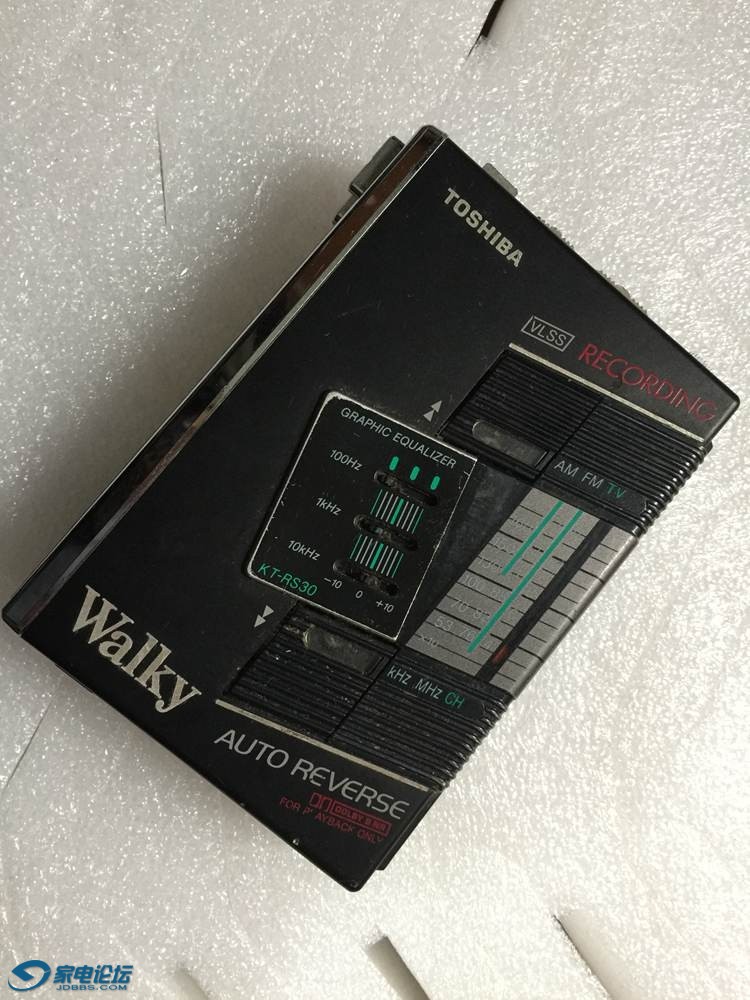 TOSHIBA
VLSS RECORDING
GRAPHIC EQUALIZER
100Hz
1kHz
10kHz
-10 0 +10
KT-RS30
AM FM TV
kHz MHz CH
Walky
AUTO REVERSE
DOLBY B NR
FOR P AYBACK ONLY
家电论坛
JDBBS.COM